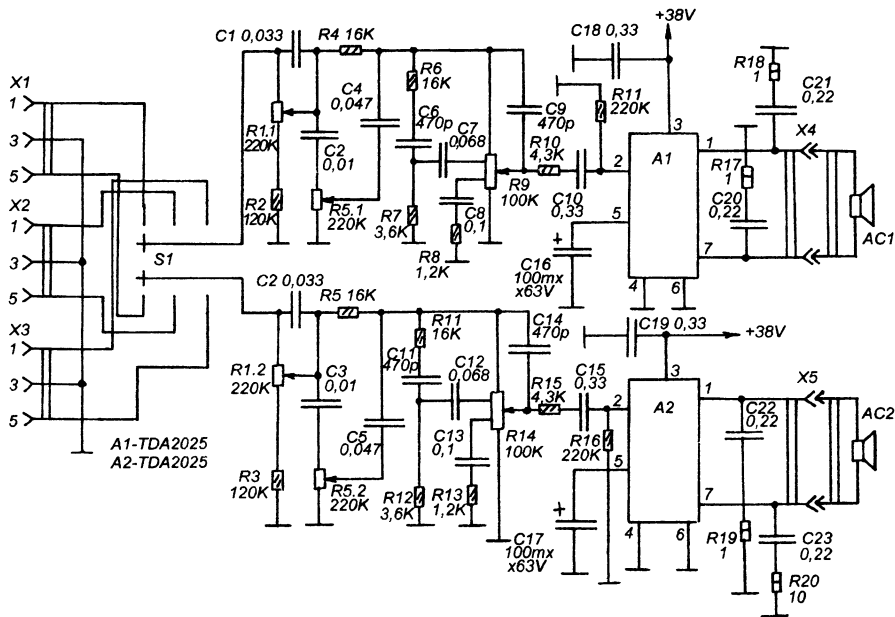 X1
1
3
5
X2
1
3
5
X3
1
3
5
S1
A1-TDA2025
A2-TDA2025
C1 0,033
R4 16K
R1.1
220K
R2
120K
C2
0,01
R5.1
220K
C4
0,047
R6
16K
C6
470p
C7
0,068
R7
3,6K
C8
0,1
R8
1,2K
R9
100K
C9
470p
R10
4,3K
C10
0,33
R11
220K
C18 0,33
+38V
A1
2
5
3
1
7
4
6
C16
100mx
x63V
R18
1
C21
0,22
R17
1
C20
0,22
X4
AC1
C2 0,033
R5 16K
R1.2
220K
R3
120K
C3
0,01
R5.2
220K
C5
0,047
R11
16K
C11
470p
C12
0,068
R12
3,6K
C13
0,1
R13
1,2K
R14
100K
C14
470p
R15
4,3K
C15
0,33
R16
220K
C19 0,33
+38V
A2
2
5
3
1
7
4
6
C17
100mx
x63V
C22
0,22
R19
1
C23
0,22
R20
10
X5
AC2